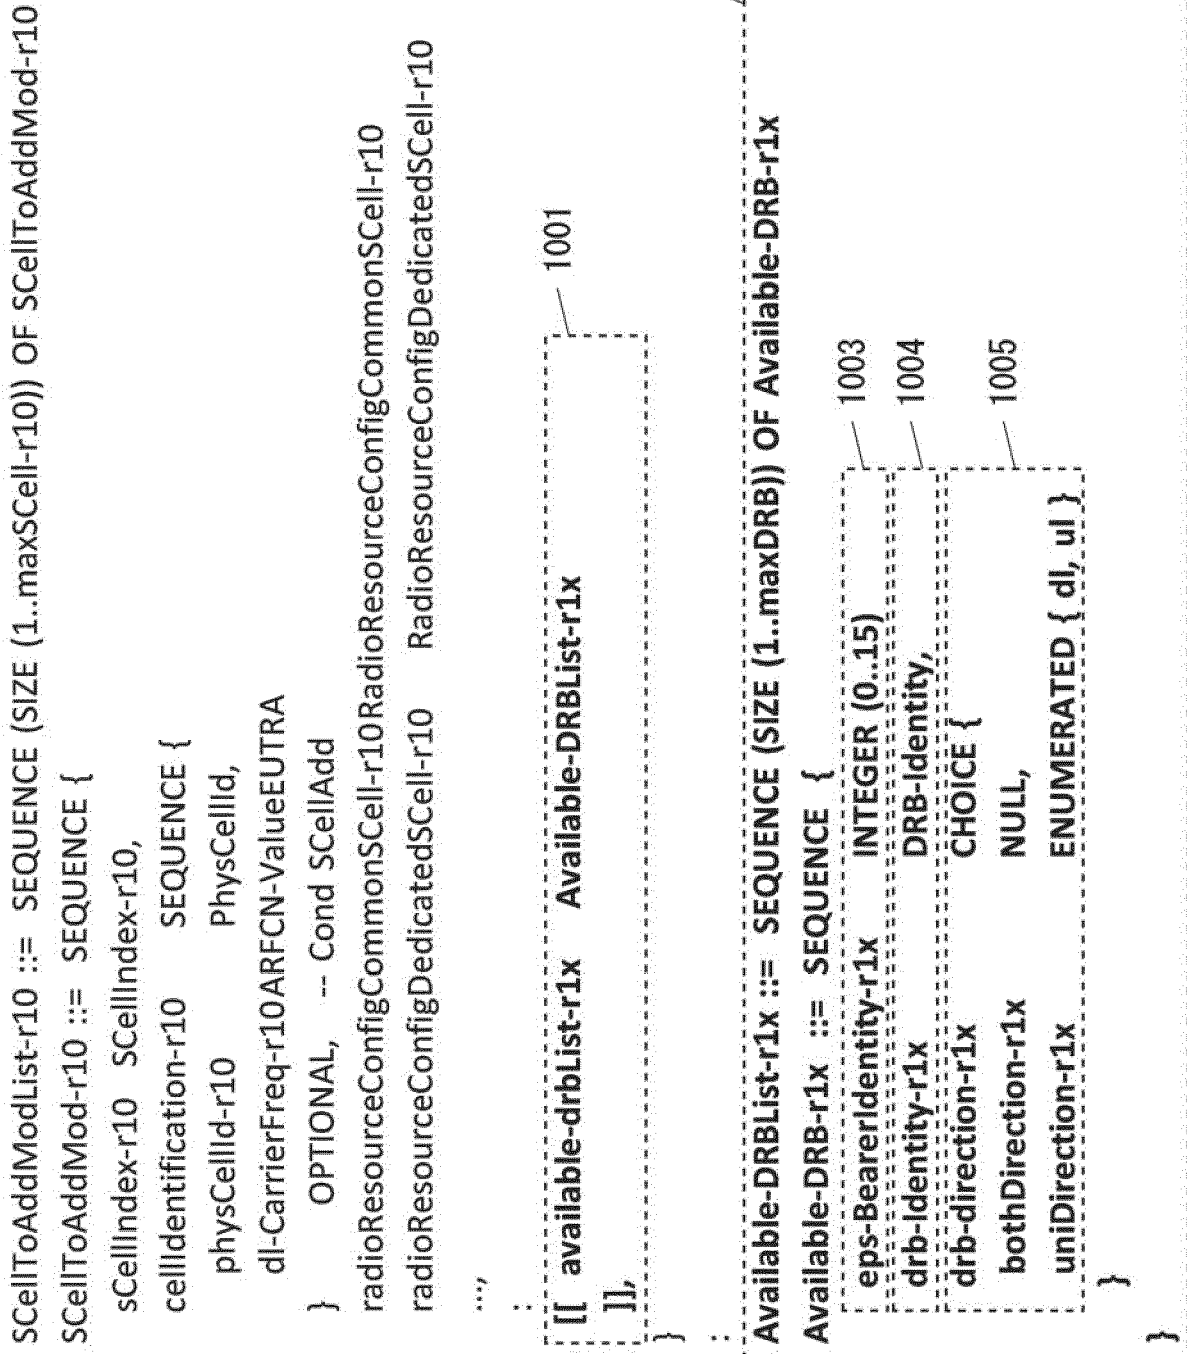 SCellToAddModList-r10 ::= SEQUENCE (SIZE (1..maxSCell-r10)) OF SCellToAddMod-r10
SCellToAddMod-r10 ::= SEQUENCE {
sCellIndex-r10 SCellIndex-r10,
cellIdentification-r10 SEQUENCE {
physCellId-r10 PhysCellId,
dl-CarrierFreq-r10ARFCN-ValueEUTRA
} OPTIONAL, -- Cond SCellAdd
radioResourceConfigCommonSCell-r10RadioResourceConfigCommonSCell-r10
radioResourceConfigDedicatedSCell-r10 RadioResourceConfigDedicatedSCell-r10
...,
:
[[ available-drbList-r1x Available-DRBList-r1x 1001
]],
}
:
Available-DRBList-r1x ::= SEQUENCE (SIZE (1..maxDRB)) OF Available-DRB-r1x
Available-DRB-r1x ::= SEQUENCE {
eps-BearerIdentity-r1x INTEGER (0..15) 1003
drb-Identity-r1x DRB-Identity, 1004
drb-direction-r1x CHOICE {
bothDirection-r1x NULL, 1005
uniDirection-r1x ENUMERATED { dl, ul }
}
}